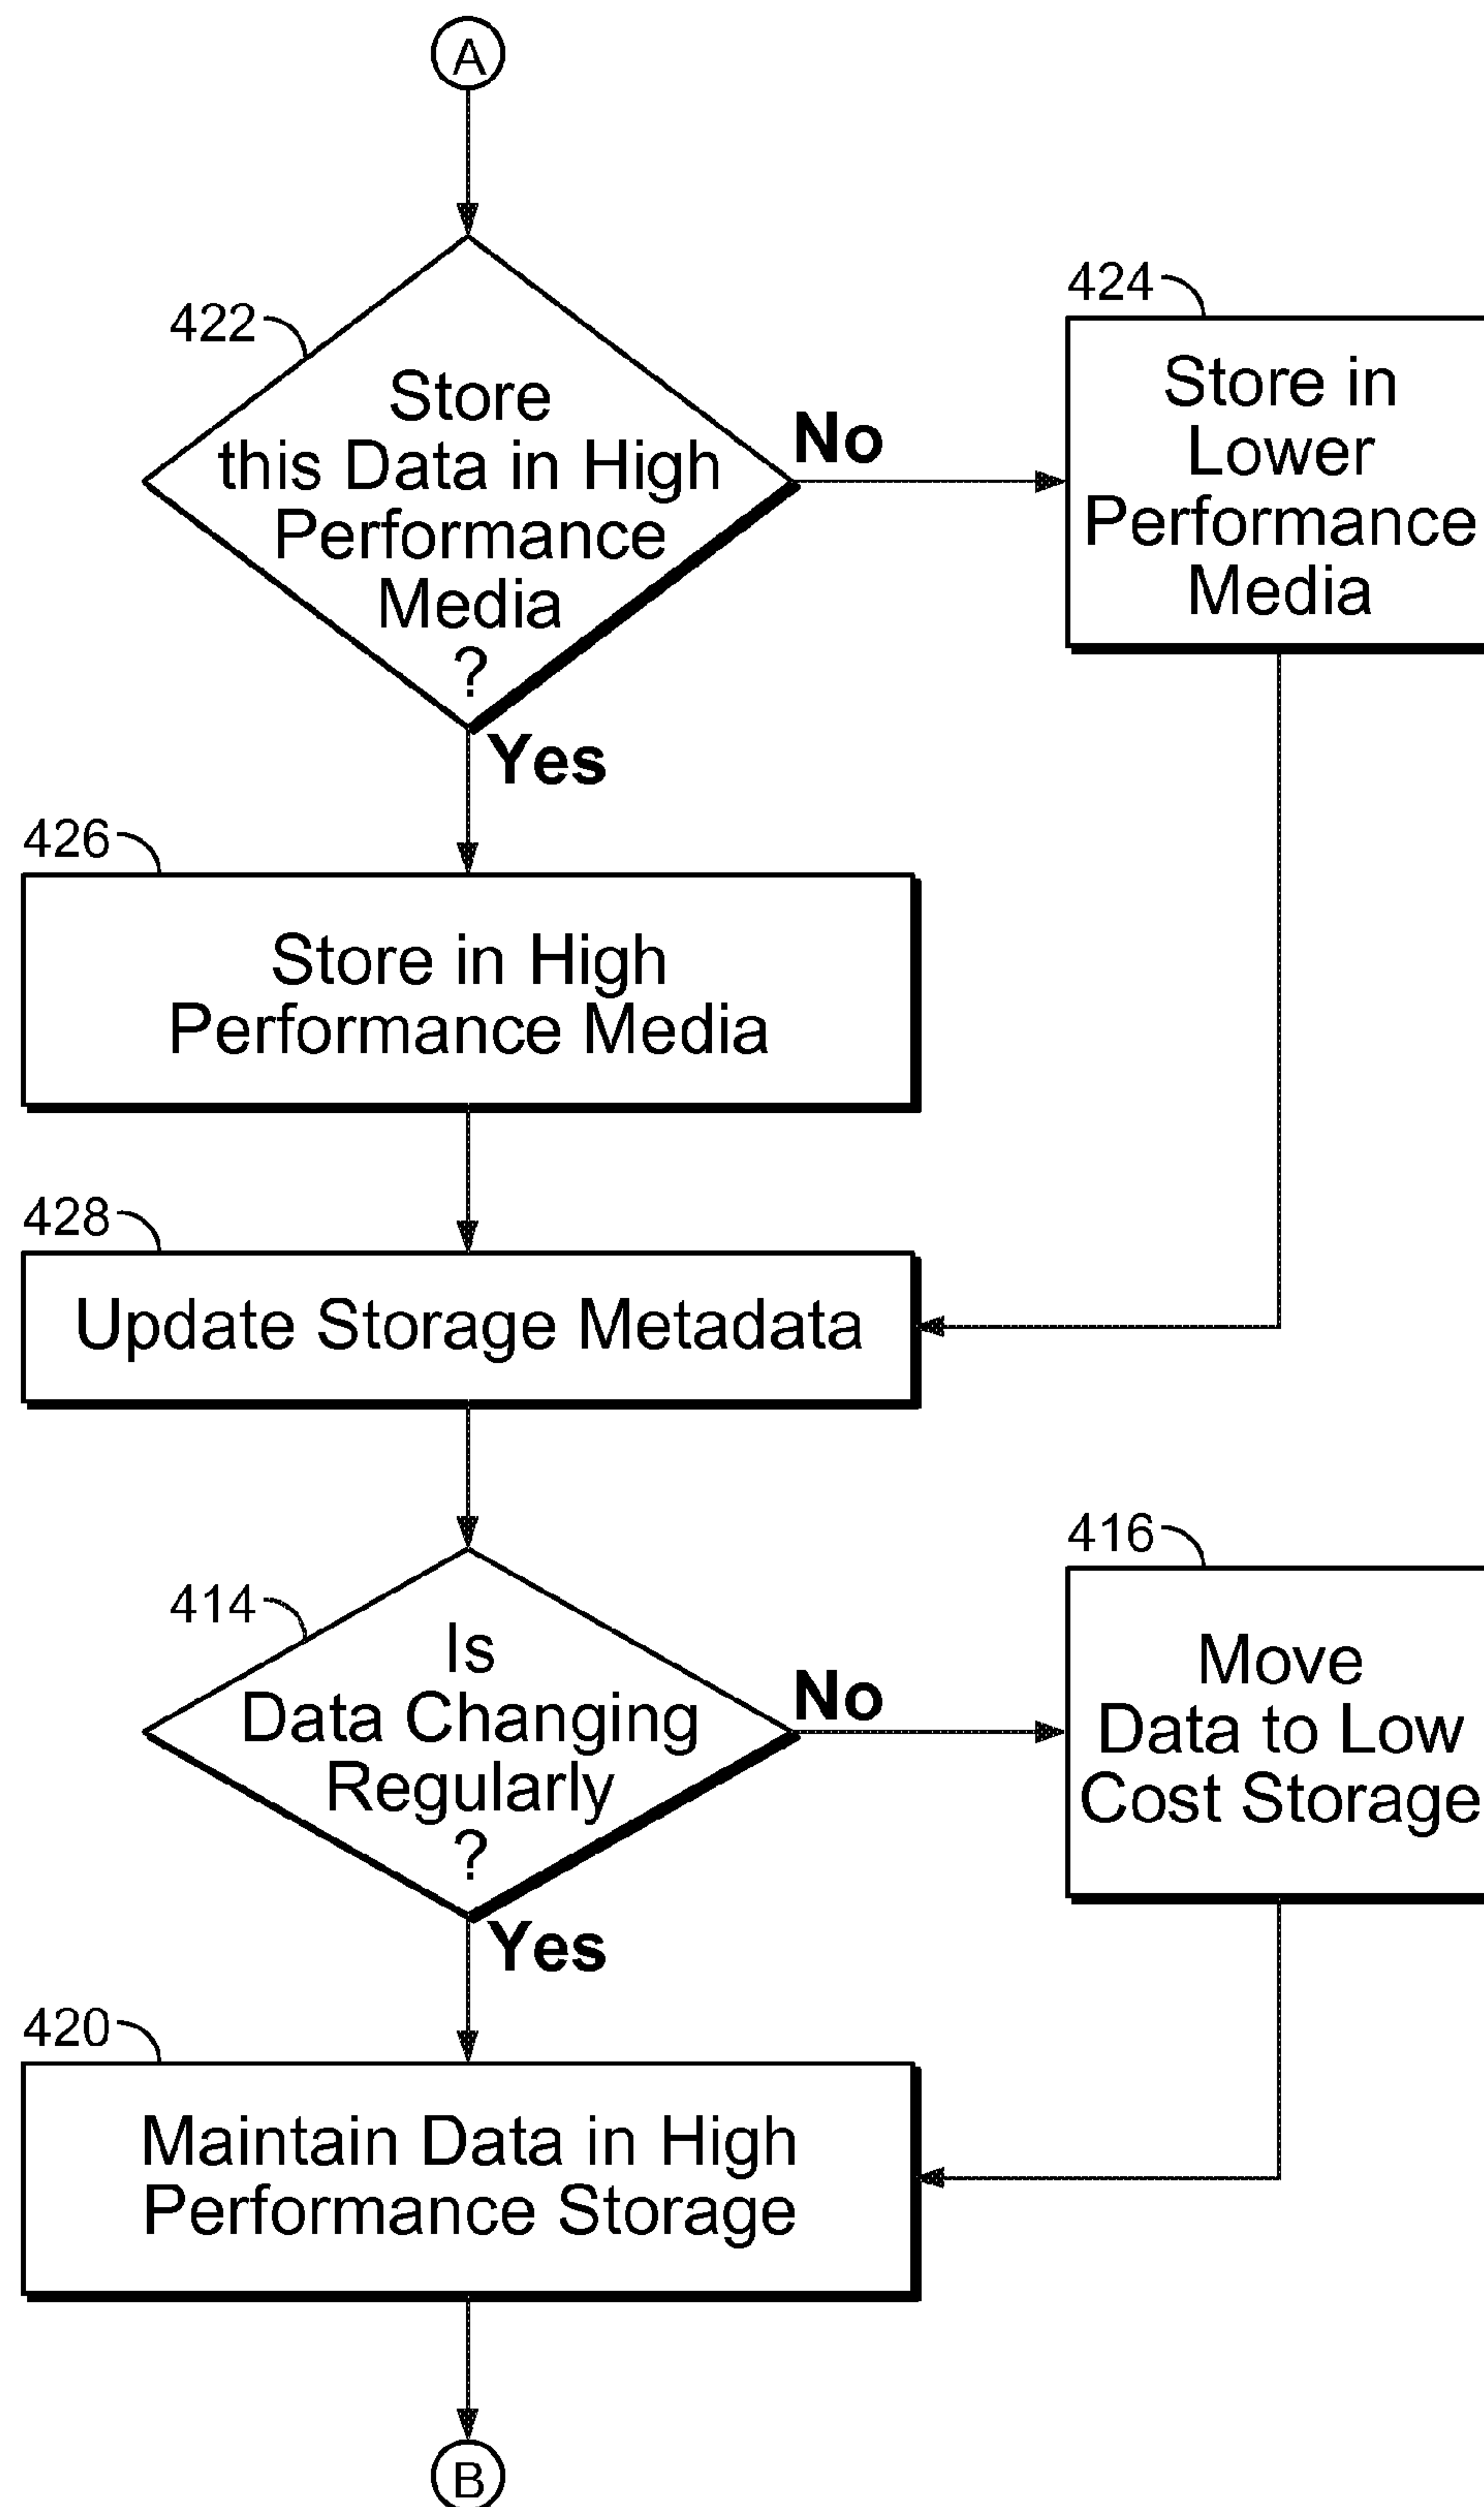 A
422
Store
this Data in High
Performance
Media
?
No
Yes
424
Store in
Lower
Performance
Media
426
Store in High
Performance Media
428
Update Storage Metadata
414
Is
Data Changing
Regularly
?
No
Yes
416
Move
Data to Low
Cost Storage
420
Maintain Data in High
Performance Storage
B